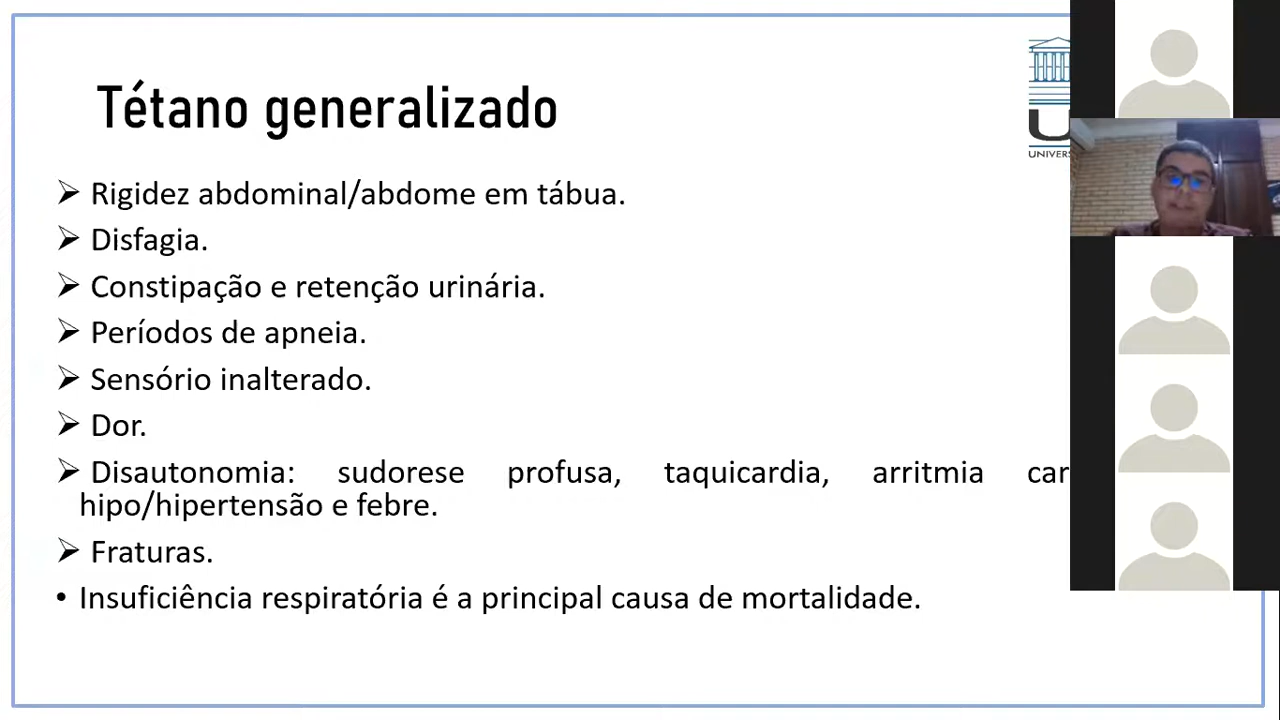 Tétano generalizado
➢ Rigidez abdominal/abdome em tábua.
➢ Disfagia.
➢ Constipação e retenção urinária.
➢ Períodos de apneia.
➢ Sensório inalterado.
➢ Dor.
➢ Disautonomia: sudorese profusa, taquicardia, arritmia car
hipo/hipertensão e febre.
➢ Fraturas.
• Insuficiência respiratória é a principal causa de mortalidade.
U
UNIVERS